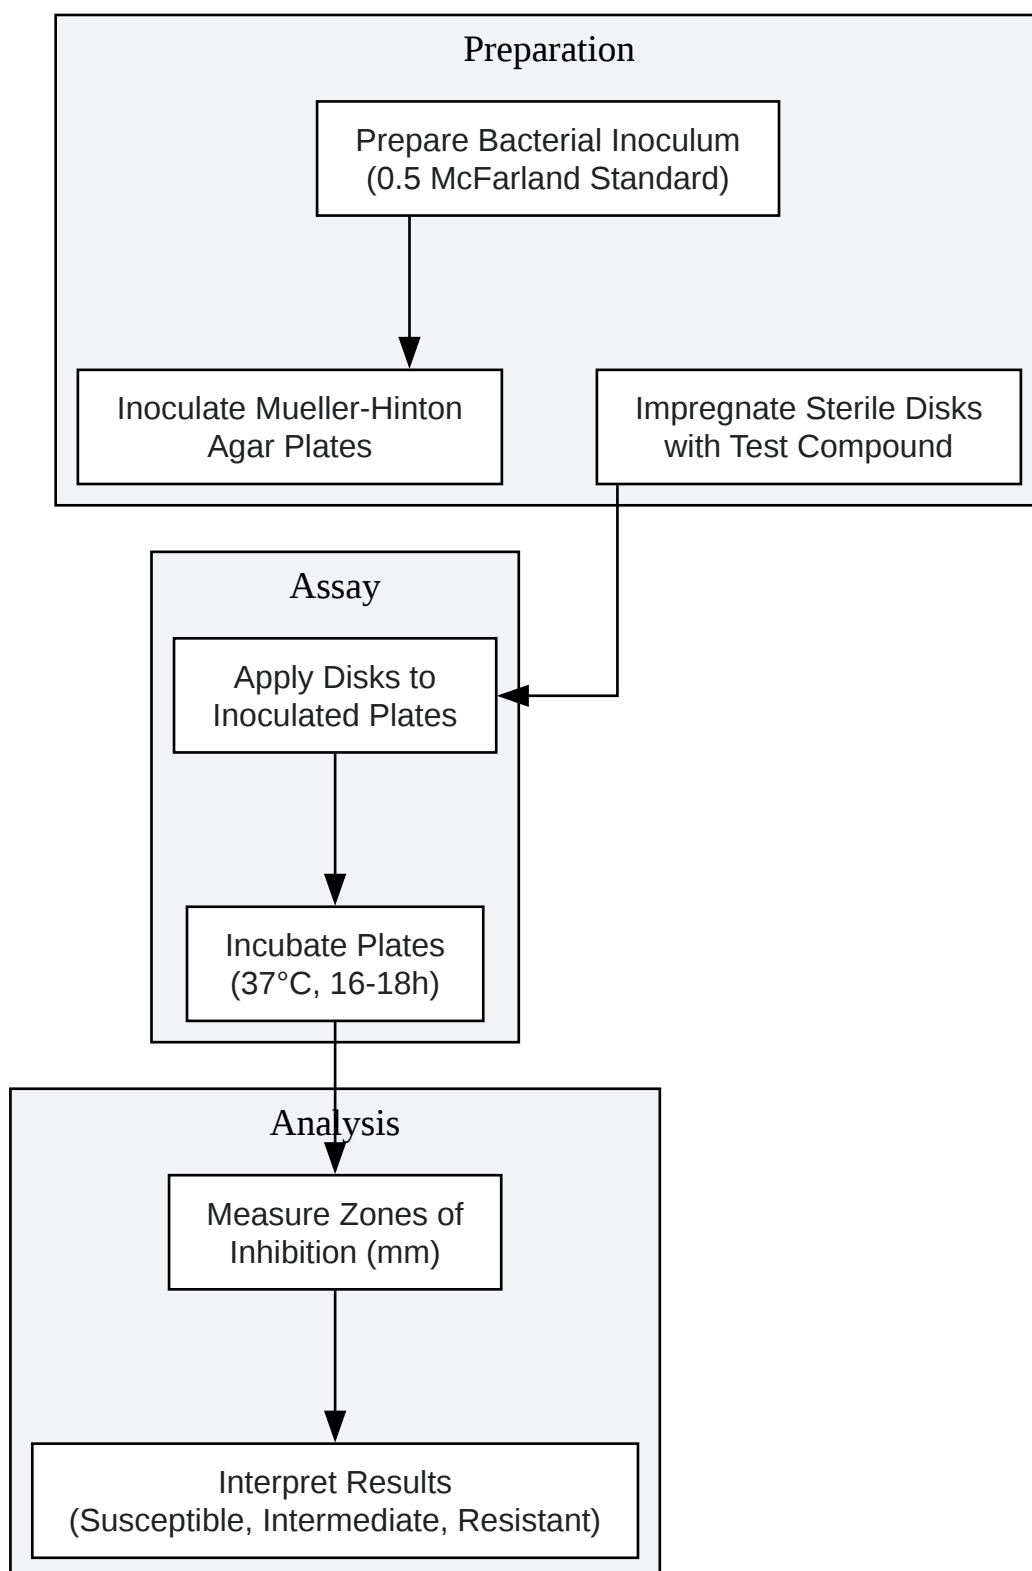 Preparation
Prepare Bacterial Inoculum
(0.5 McFarland Standard)
Inoculate Mueller-Hinton
Agar Plates
Impregnate Sterile Disks
with Test Compound
Assay
Apply Disks to
Inoculated Plates
Incubate Plates
(37°C, 16-18h)
Analysis
Measure Zones of
Inhibition (mm)
Interpret Results
(Susceptible, Intermediate, Resistant)